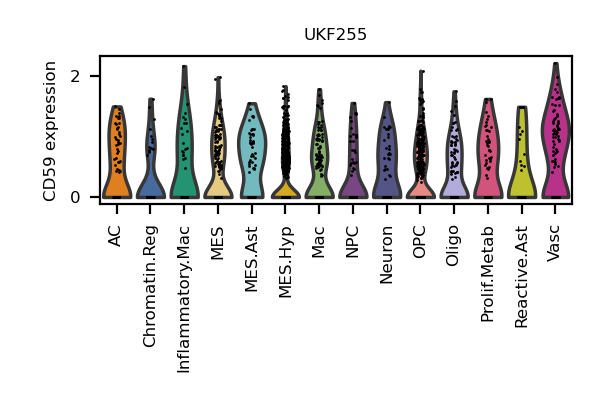 UKF255
CD59 expression
2
0
AC
Chromatin.Reg
Inflammatory.Mac
MES
MES.Ast
MES.Hyp
Mac
NPC
Neuron
OPC
Oligo
Prolif.Metab
Reactive.Ast
Vasc